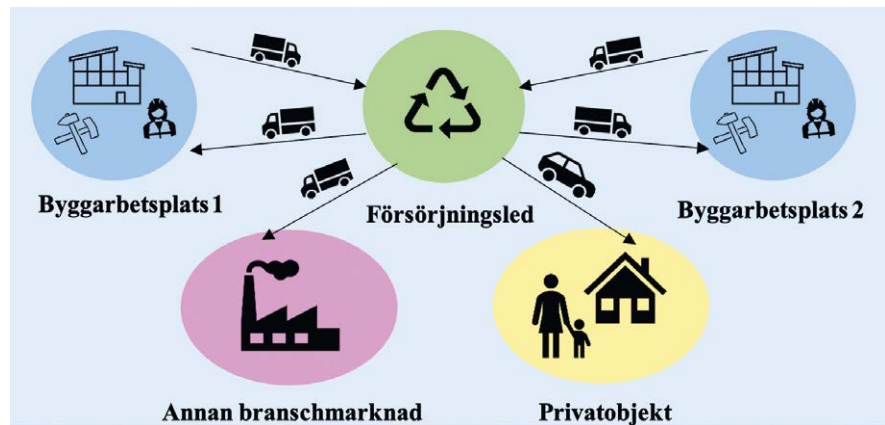 Byggarbetsplats 1
Försörjningsled
Byggarbetsplats 2
Annan branschmarknad
Privatobjekt